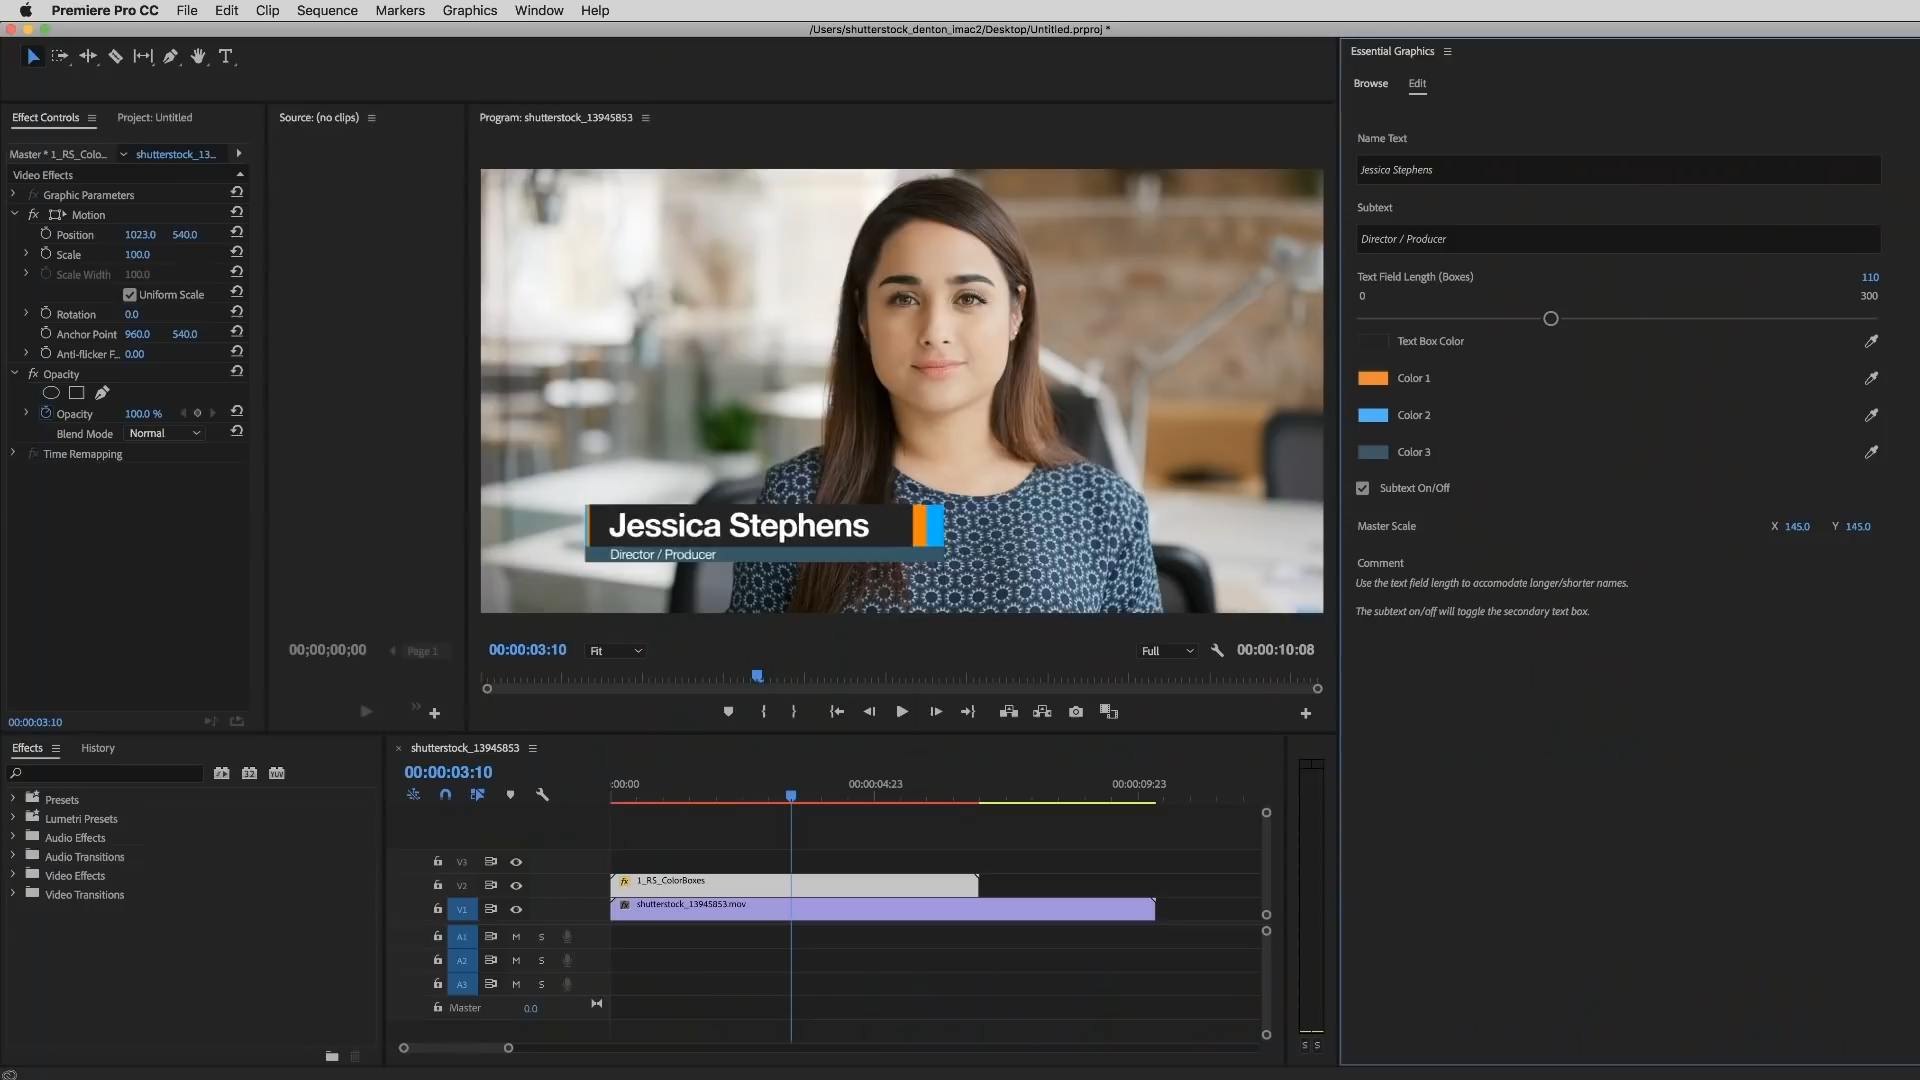 Premiere Pro CC File Edit Clip Sequence Markers Graphics Window Help
/Users/shutterstock_denton_imac2/Desktop/Untitled.prproj *
Effect Controls Project: Untitled
Master * 1_RS_Colo... shutterstock_13...
Video Effects
fx Graphic Parameters
fx Motion
Position 1023.0 540.0
Scale 100.0
Scale Width 100.0
Uniform Scale
Rotation 0.0
Anchor Point 960.0 540.0
Anti-flicker F... 0.00
fx Opacity
Opacity 100.0 %
Blend Mode Normal
fx Time Remapping
00:00:03:10
Source: (no clips)
00;00;00;00 Page 1
Program: shutterstock_13945853
Jessica Stephens
Director / Producer
00:00:03:10 Fit Full 00:00:10:08
Essential Graphics
Browse Edit
Name Text
Jessica Stephens
Subtext
Director / Producer
Text Field Length (Boxes) 110
0 300
Text Box Color
Color 1
Color 2
Color 3
Subtext On/Off
Master Scale X 145.0 Y 145.0
Comment
Use the text field length to accomodate longer/shorter names.
The subtext on/off will toggle the secondary text box.
Effects History
32 YUV
Presets
Lumetri Presets
Audio Effects
Audio Transitions
Video Effects
Video Transitions
× shutterstock_13945853
00:00:03:10
:00:00 00:00:04:23 00:00:09:23
V3
V2 fx 1_RS_ColorBoxes
V1 fx shutterstock_13945853.mov
A1 M S
A2 M S
A3 M S
Master 0.0
S S